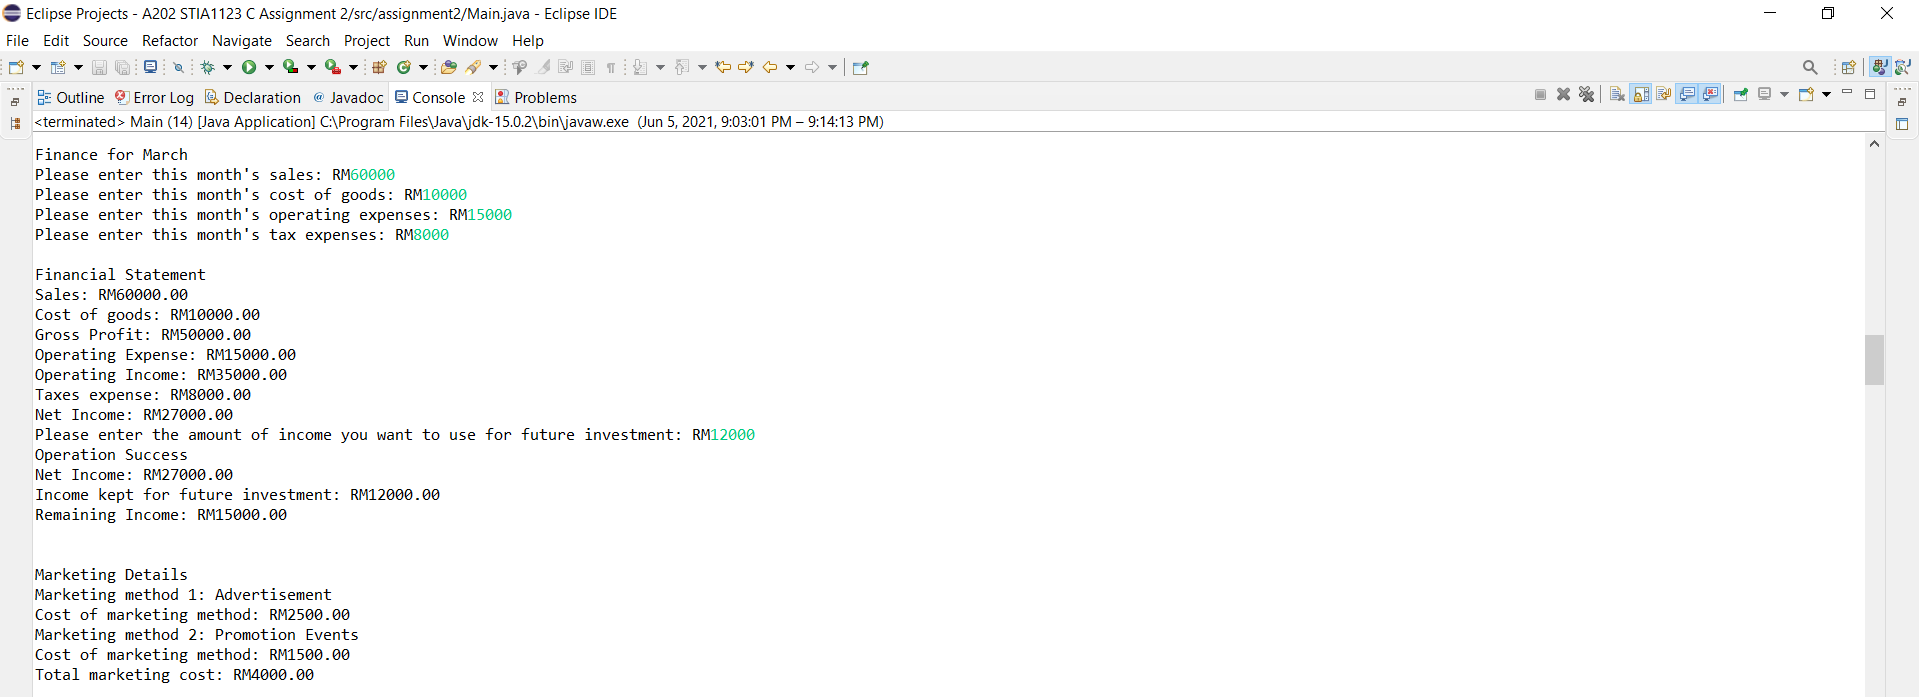 Eclipse Projects - A202 STIA1123 C Assignment 2/src/assignment2/Main.java - Eclipse IDE
File Edit Source Refactor Navigate Search Project Run Window Help
Outline Error Log Declaration @ Javadoc Console Problems
<terminated> Main (14) [Java Application] C:\Program Files\Java\jdk-15.0.2\bin\javaw.exe (Jun 5, 2021, 9:03:01 PM – 9:14:13 PM)
Finance for March
Please enter this month's sales: RM60000
Please enter this month's cost of goods: RM10000
Please enter this month's operating expenses: RM15000
Please enter this month's tax expenses: RM8000
Financial Statement
Sales: RM60000.00
Cost of goods: RM10000.00
Gross Profit: RM50000.00
Operating Expense: RM15000.00
Operating Income: RM35000.00
Taxes expense: RM8000.00
Net Income: RM27000.00
Please enter the amount of income you want to use for future investment: RM12000
Operation Success
Net Income: RM27000.00
Income kept for future investment: RM12000.00
Remaining Income: RM15000.00
Marketing Details
Marketing method 1: Advertisement
Cost of marketing method: RM2500.00
Marketing method 2: Promotion Events
Cost of marketing method: RM1500.00
Total marketing cost: RM4000.00